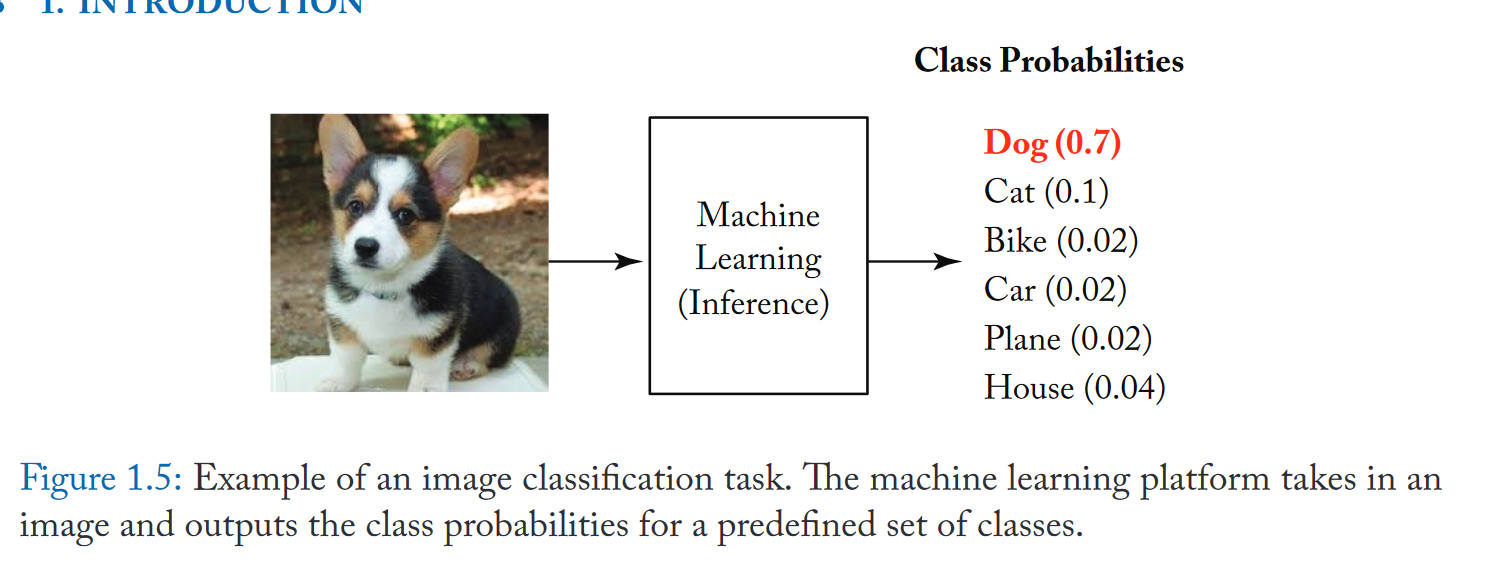 1. INTRODUCTION
Class Probabilities
Machine
Learning
(Inference)
Dog (0.7)
Cat (0.1)
Bike (0.02)
Car (0.02)
Plane (0.02)
House (0.04)
Figure 1.5: Example of an image classification task. The machine learning platform takes in an
image and outputs the class probabilities for a predefined set of classes.